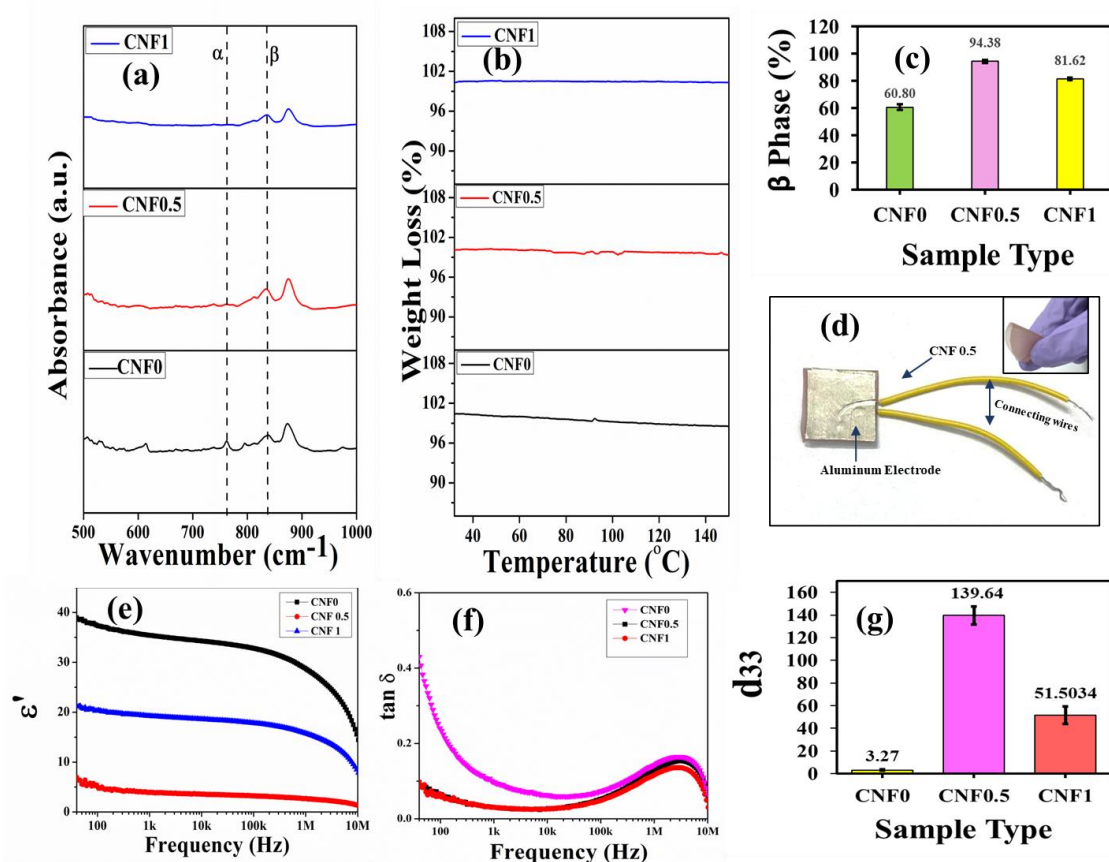 (a)
α
β
CNF1
CNF0.5
CNF0
Absorbance (a.u.)
500 600 700 800 900 1000
Wavenumber (cm-1)
(b)
CNF1
108
102
96
90
CNF0.5
108
102
96
90
CNF0
108
102
96
90
Weight Loss (%)
40 60 80 100 120 140
Temperature (°C)
(c)
β Phase (%)
120
100
80
60
40
20
0
60.80
94.38
81.62
CNF0 CNF0.5 CNF1
Sample Type
(d)
CNF 0.5
Connecting wires
Aluminum Electrode
(e)
CNF0
CNF 0.5
CNF 1
ε'
40
30
20
10
0
100 1k 10k 100k 1M 10M
Frequency (Hz)
(f)
CNF0
CNF0.5
CNF1
tan δ
0.6
0.4
0.2
0.0
100 1k 10k 100k 1M 10M
Frequency (Hz)
(g)
d33
160
140
120
100
80
60
40
20
0
3.27
139.64
51.5034
CNF0 CNF0.5 CNF1
Sample Type